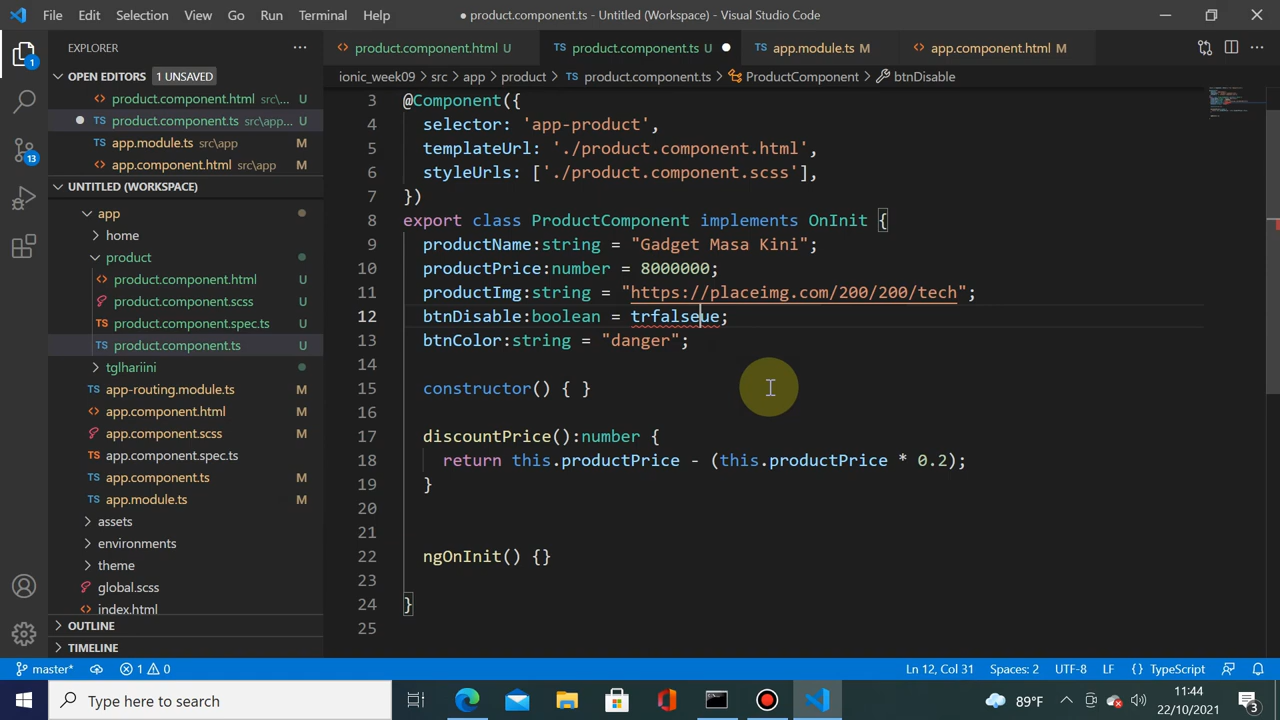 File Edit Selection View Go Run Terminal Help
● product.component.ts - Untitled (Workspace) - Visual Studio Code
EXPLORER
product.component.html U
product.component.ts U
app.module.ts M
app.component.html M
OPEN EDITORS 1 UNSAVED
product.component.html src\... U
product.component.ts src\app... U
app.module.ts src\app M
app.component.html src\app M
UNTITLED (WORKSPACE)
app
home
product
product.component.html U
product.component.scss U
product.component.spec.ts U
product.component.ts U
tglhariini
app-routing.module.ts M
app.component.html M
app.component.scss M
app.component.spec.ts
app.component.ts M
app.module.ts M
assets
environments
theme
global.scss
index.html
OUTLINE
TIMELINE
ionic_week09 > src > app > product > TS product.component.ts > ProductComponent > btnDisable
3 @Component({
4 selector: 'app-product',
5 templateUrl: './product.component.html',
6 styleUrls: ['./product.component.scss'],
7 })
8 export class ProductComponent implements OnInit {
9 productName:string = "Gadget Masa Kini";
10 productPrice:number = 8000000;
11 productImg:string = "https://placeimg.com/200/200/tech";
12 btnDisable:boolean = trfalseue;
13 btnColor:string = "danger";
14
15 constructor() { }
16
17 discountPrice():number {
18 return this.productPrice - (this.productPrice * 0.2);
19 }
20
21
22 ngOnInit() {}
23
24 }
25
1
13
master* 1 0
Ln 12, Col 31 Spaces: 2 UTF-8 LF {} TypeScript
Type here to search
89°F
11:44
22/10/2021
3